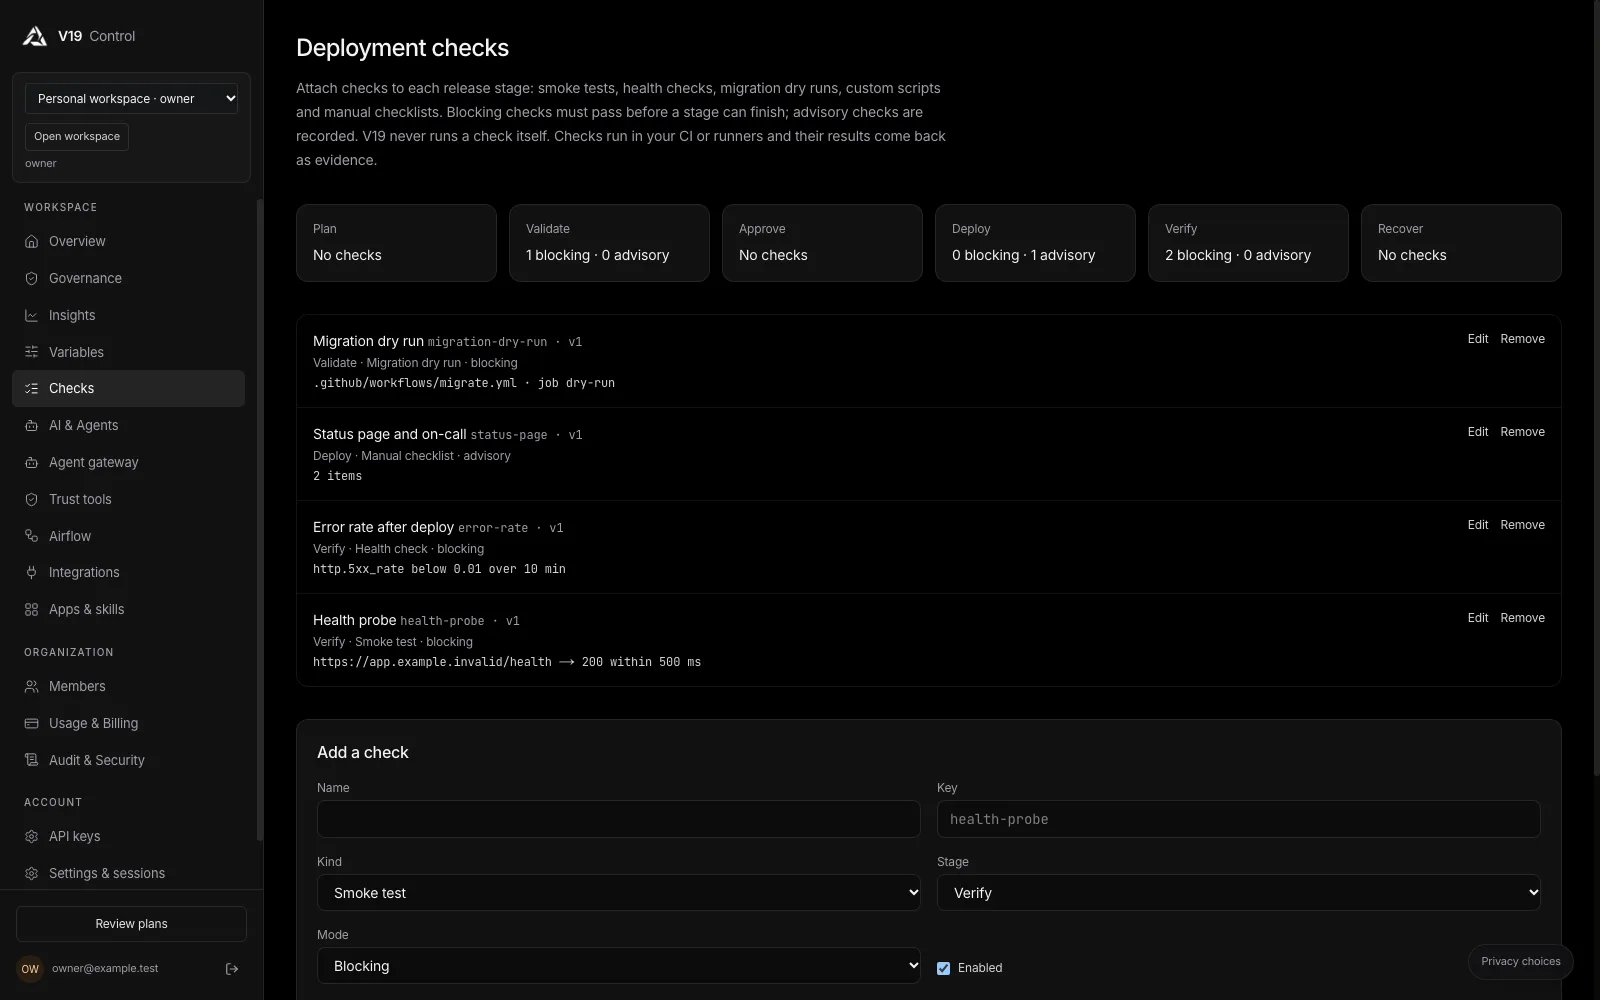 V19 Control
Personal workspace · owner
Open workspace
owner
WORKSPACE
Overview
Governance
Insights
Variables
Checks
AI & Agents
Agent gateway
Trust tools
Airflow
Integrations
Apps & skills
ORGANIZATION
Members
Usage & Billing
Audit & Security
ACCOUNT
API keys
Settings & sessions
Review plans
OW owner@example.test
Deployment checks
Attach checks to each release stage: smoke tests, health checks, migration dry runs, custom scripts
and manual checklists. Blocking checks must pass before a stage can finish; advisory checks are
recorded. V19 never runs a check itself. Checks run in your CI or runners and their results come back
as evidence.
Plan
No checks
Validate
1 blocking · 0 advisory
Approve
No checks
Deploy
0 blocking · 1 advisory
Verify
2 blocking · 0 advisory
Recover
No checks
Migration dry run migration-dry-run · v1
Edit Remove
Validate · Migration dry run · blocking
.github/workflows/migrate.yml · job dry-run
Status page and on-call status-page · v1
Edit Remove
Deploy · Manual checklist · advisory
2 items
Error rate after deploy error-rate · v1
Edit Remove
Verify · Health check · blocking
http.5xx_rate below 0.01 over 10 min
Health probe health-probe · v1
Edit Remove
Verify · Smoke test · blocking
https://app.example.invalid/health → 200 within 500 ms
Add a check
Name
Key
health-probe
Kind
Smoke test
Stage
Verify
Mode
Blocking
Enabled
Privacy choices